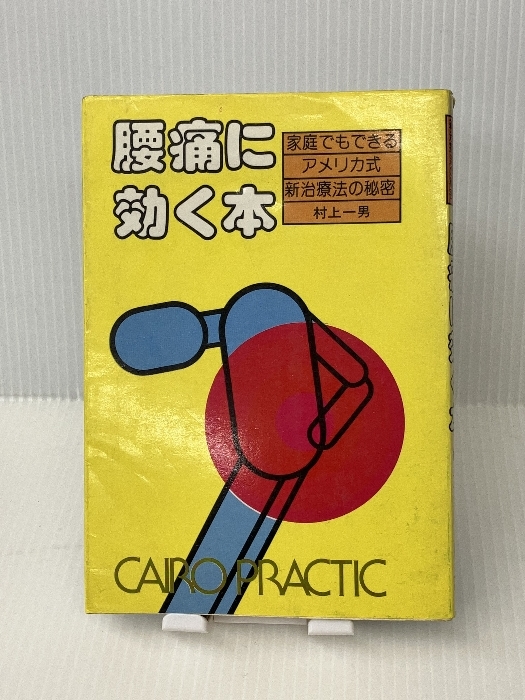 腰痛に
効く本
家庭でもできる
アメリカ式
新治療法の秘密
村上一男
CAIRO PRACTIC